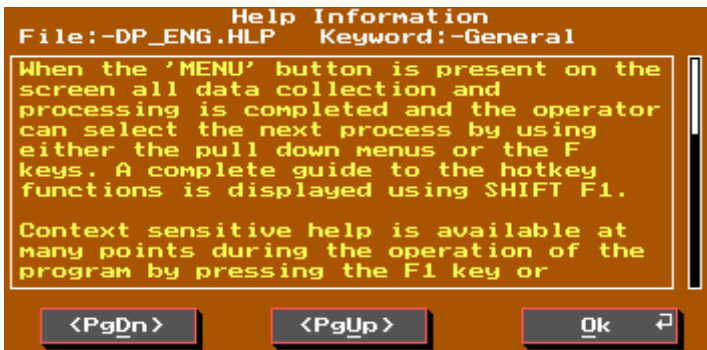 Help Information
File:-DP_ENG.HLP Keyword:-General
When the 'MENU' button is present on the
screen all data collection and
processing is completed and the operator
can select the next process by using
either the pull down menus or the F
keys. A complete guide to the hotkey
functions is displayed using SHIFT F1.
Context sensitive help is available at
many points during the operation of the
program by pressing the F1 key or
<PgDn> <PgUp> Ok